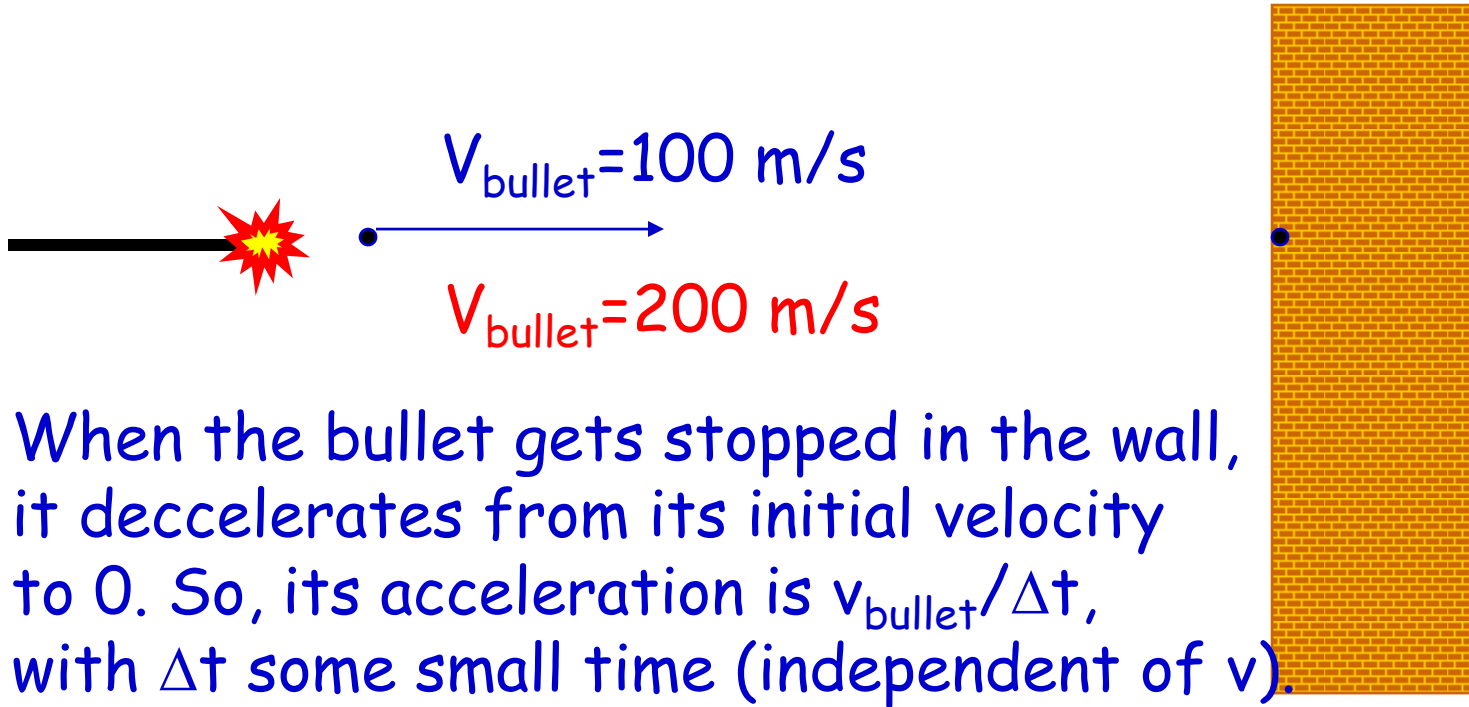 Vbullet=100 m/s
Vbullet=200 m/s
When the bullet gets stopped in the wall,
it deccelerates from its initial velocity
to 0. So, its acceleration is vbullet/Δt,
with Δt some small time (independent of v).